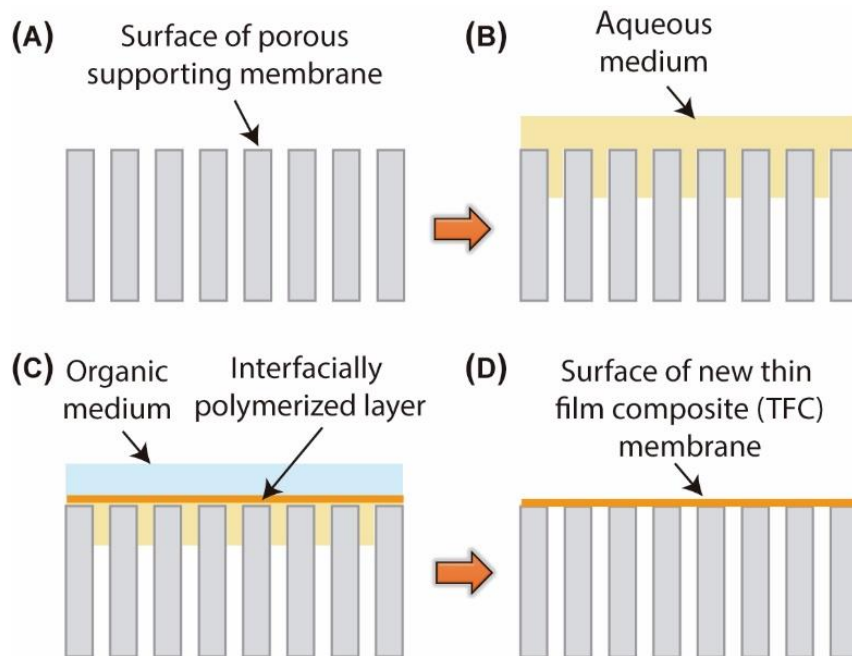 (A) Surface of porous
supporting membrane
(B) Aqueous
medium
(C) Organic
medium
Interfacially
polymerized layer
(D) Surface of new thin
film composite (TFC)
membrane